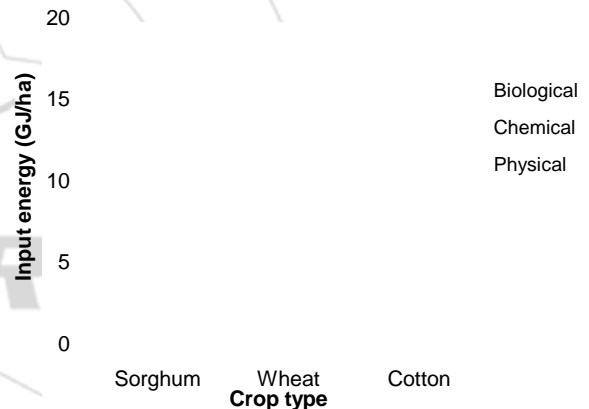 20
15
10
5
0
Input energy (GJ/ha)
Sorghum Wheat Cotton
Crop type
Biological
Chemical
Physical